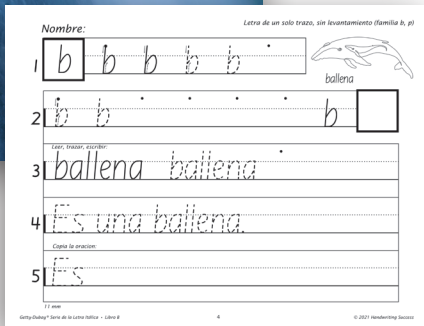 Letra de un solo trazo, sin levantamiento (familia b, p)
Nombre:
1 b b b b b
ballena
2 b b b
Leer, trazar, escribir:
3 ballena ballena
4 Es una ballena.
Copia la oracion:
5 Es
11 mm
Getty-Dubay® Serie de la Letra Itálica • Libro B 4 © 2021 Handwriting Success